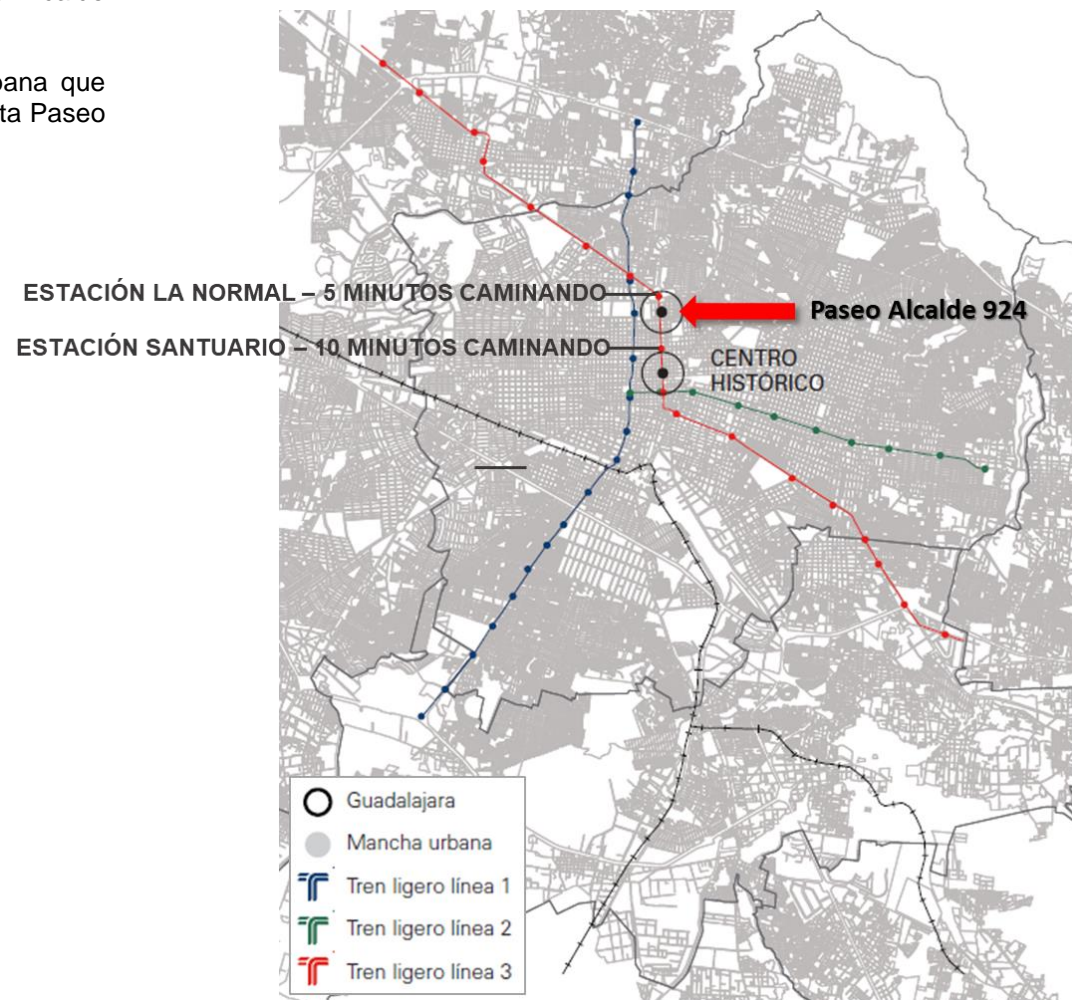 pana que
ta Paseo
ESTACIÓN LA NORMAL – 5 MINUTOS CAMINANDO
Paseo Alcalde 924
ESTACIÓN SANTUARIO – 10 MINUTOS CAMINANDO
CENTRO
HISTÓRICO
Guadalajara
Mancha urbana
Tren ligero línea 1
Tren ligero línea 2
Tren ligero línea 3